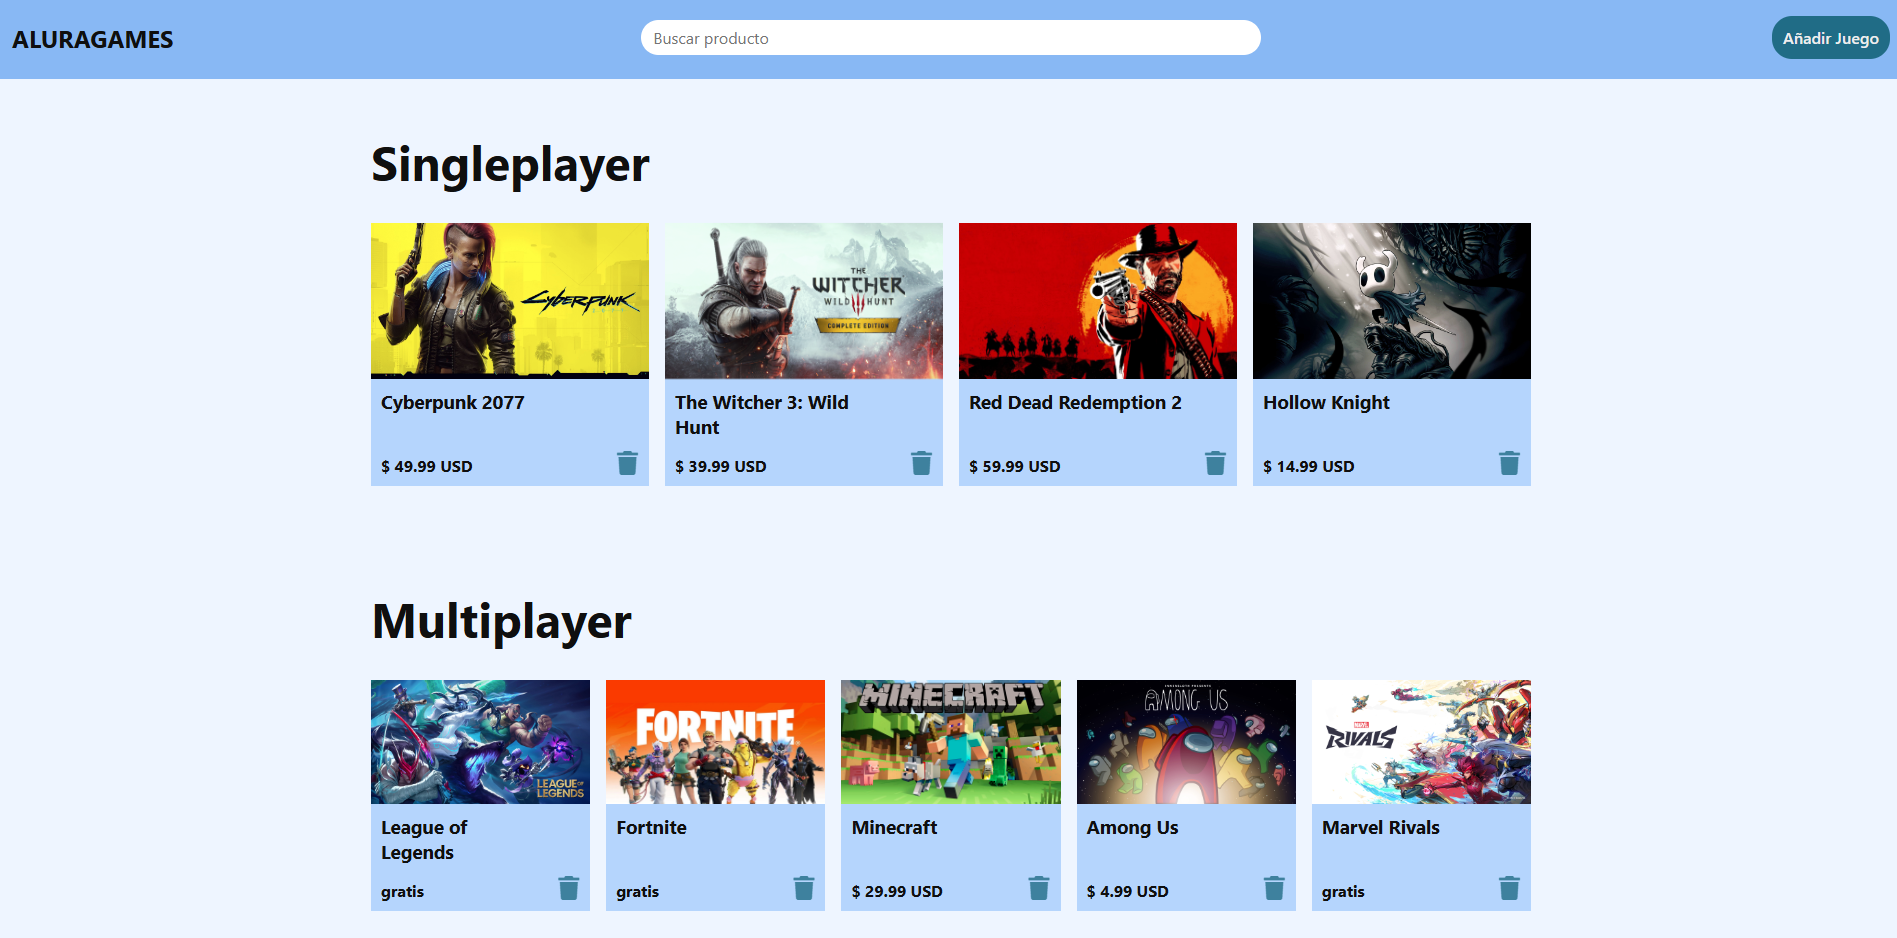 ALURAGAMES
Buscar producto
Añadir Juego
Singleplayer
CYBERPUNK
THE
WITCHER
WILD HUNT
COMPLETE EDITION
Cyberpunk 2077
$ 49.99 USD
The Witcher 3: Wild
Hunt
$ 39.99 USD
Red Dead Redemption 2
$ 59.99 USD
Hollow Knight
$ 14.99 USD
Multiplayer
LEAGUE OF
LEGENDS
FORTNITE
MINECRAFT
AMONG US
MARVEL
RIVALS
League of
Legends
gratis
Fortnite
gratis
Minecraft
$ 29.99 USD
Among Us
$ 4.99 USD
Marvel Rivals
gratis